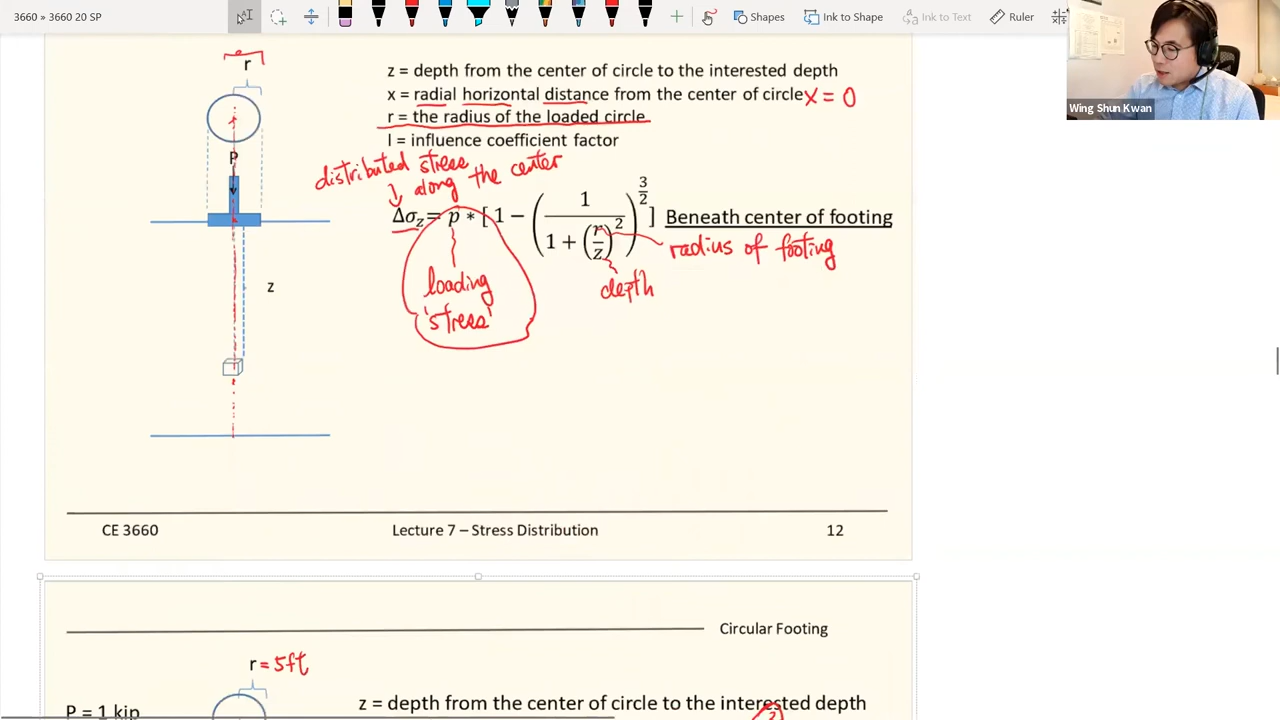 3660 » 3660 20 SP
Shapes
Ink to Shape
Ink to Text
Ruler
Wing Shun Kwan
r
P
z
z = depth from the center of circle to the interested depth
x = radial horizontal distance from the center of circle x = 0
r = the radius of the loaded circle
I = influence coefficient factor
distributed stress
along the center
Δσz = p * [ 1 − ( 1 / ( 1 + (r/z)^2 ) )^(3/2) ] Beneath center of footing
radius of footing
depth
loading
'stress'
CE 3660 Lecture 7 – Stress Distribution 12
Circular Footing
r = 5ft
P = 1 kip
z = depth from the center of circle to the interested depth